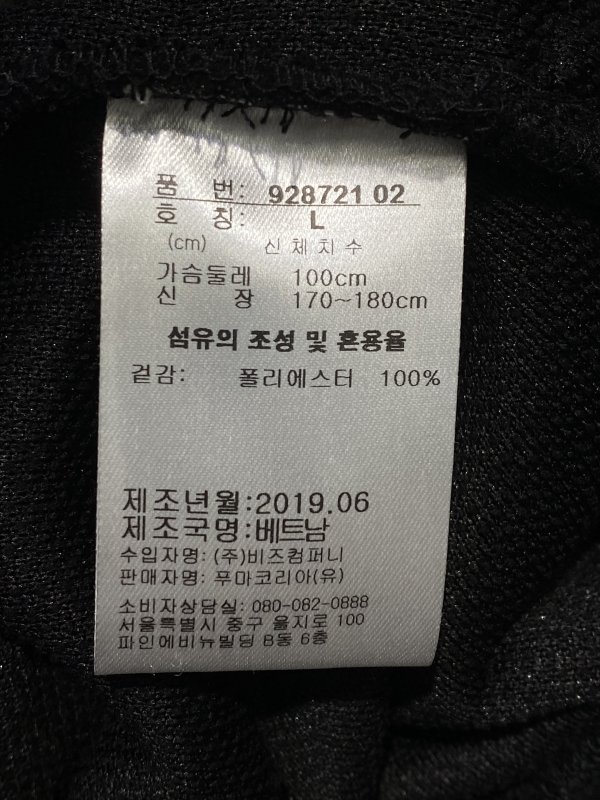 품 번: 928721 02
호 칭: L
(cm) 신체치수
가슴둘레 100cm
신 장 170~180cm
섬유의 조성 및 혼용율
겉감: 폴리에스터 100%
제조년월:2019.06
제조국명:베트남
수입자명: (주)비즈컴퍼니
판매자명: 푸마코리아(유)
소비자상담실: 080-082-0888
서울특별시 중구 을지로 100
파인에비뉴빌딩 B동 6층